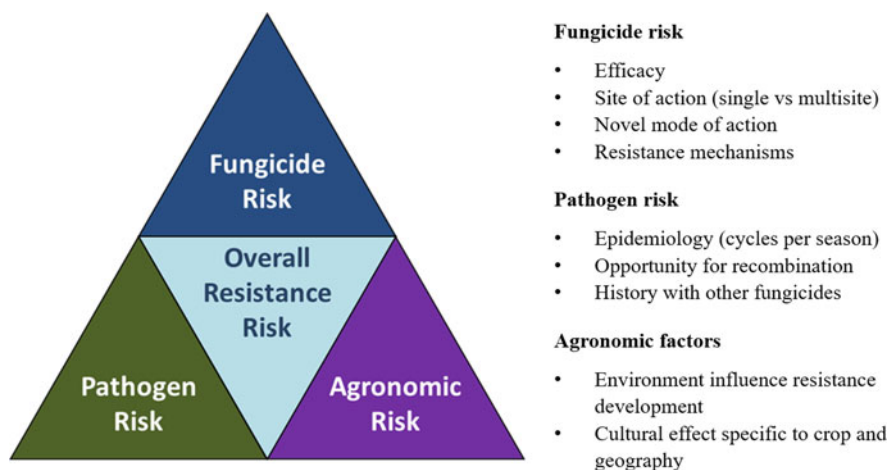 Fungicide
Risk
Overall
Resistance
Risk
Pathogen
Risk
Agronomic
Risk
Fungicide risk
• Efficacy
• Site of action (single vs multisite)
• Novel mode of action
• Resistance mechanisms
Pathogen risk
• Epidemiology (cycles per season)
• Opportunity for recombination
• History with other fungicides
Agronomic factors
• Environment influence resistance
development
• Cultural effect specific to crop and
geography